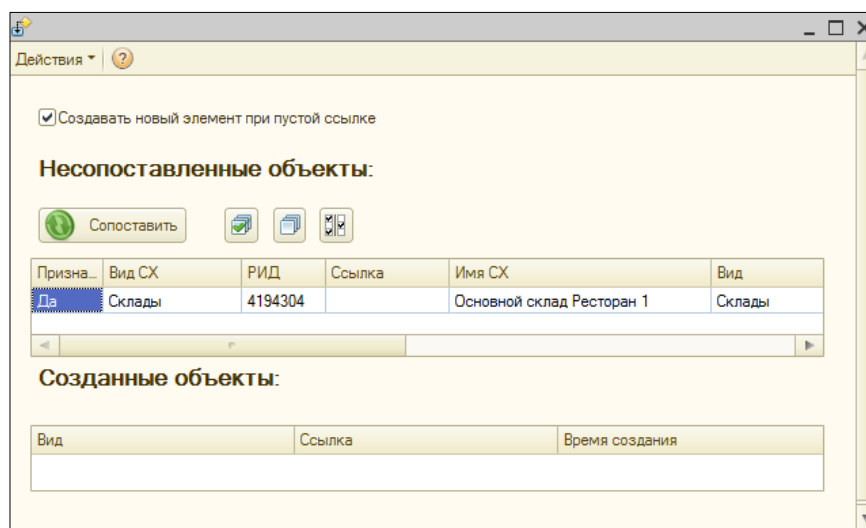 Действия
Создавать новый элемент при пустой ссылке
Несопоставленные объекты:
Сопоставить
Призна... Вид СХ РИД Ссылка Имя СХ Вид
Да Склады 4194304 Основной склад Ресторан 1 Склады
Созданные объекты:
Вид Ссылка Время создания